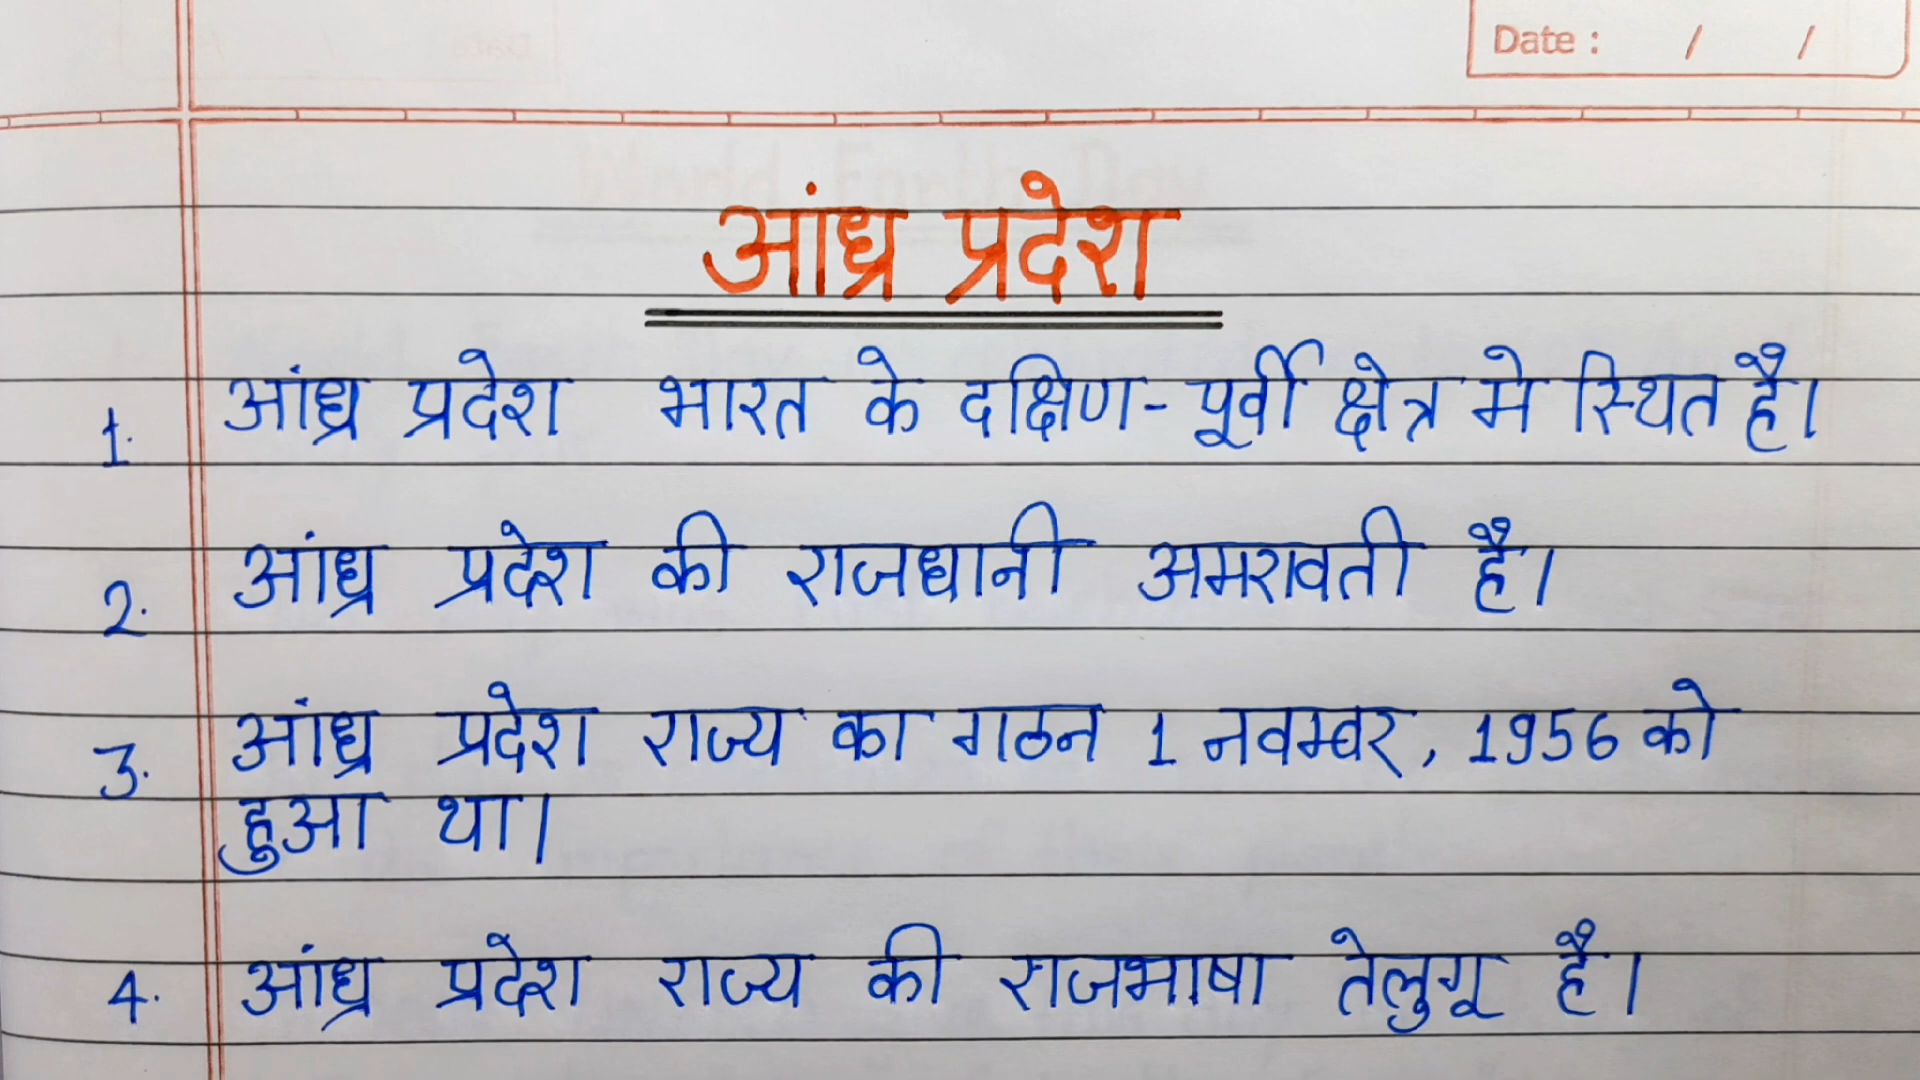 Date : / /
आंध्र प्रदेश
1. आंध्र प्रदेश भारत के दक्षिण-पूर्वी क्षेत्र मे स्थित है।
2. आंध्र प्रदेश की राजधानी अमरावती है।
3. आंध्र प्रदेश राज्य का गठन 1 नवम्बर, 1956 को
हुआ था।
4. आंध्र प्रदेश राज्य की राजभाषा तेलुगू है।